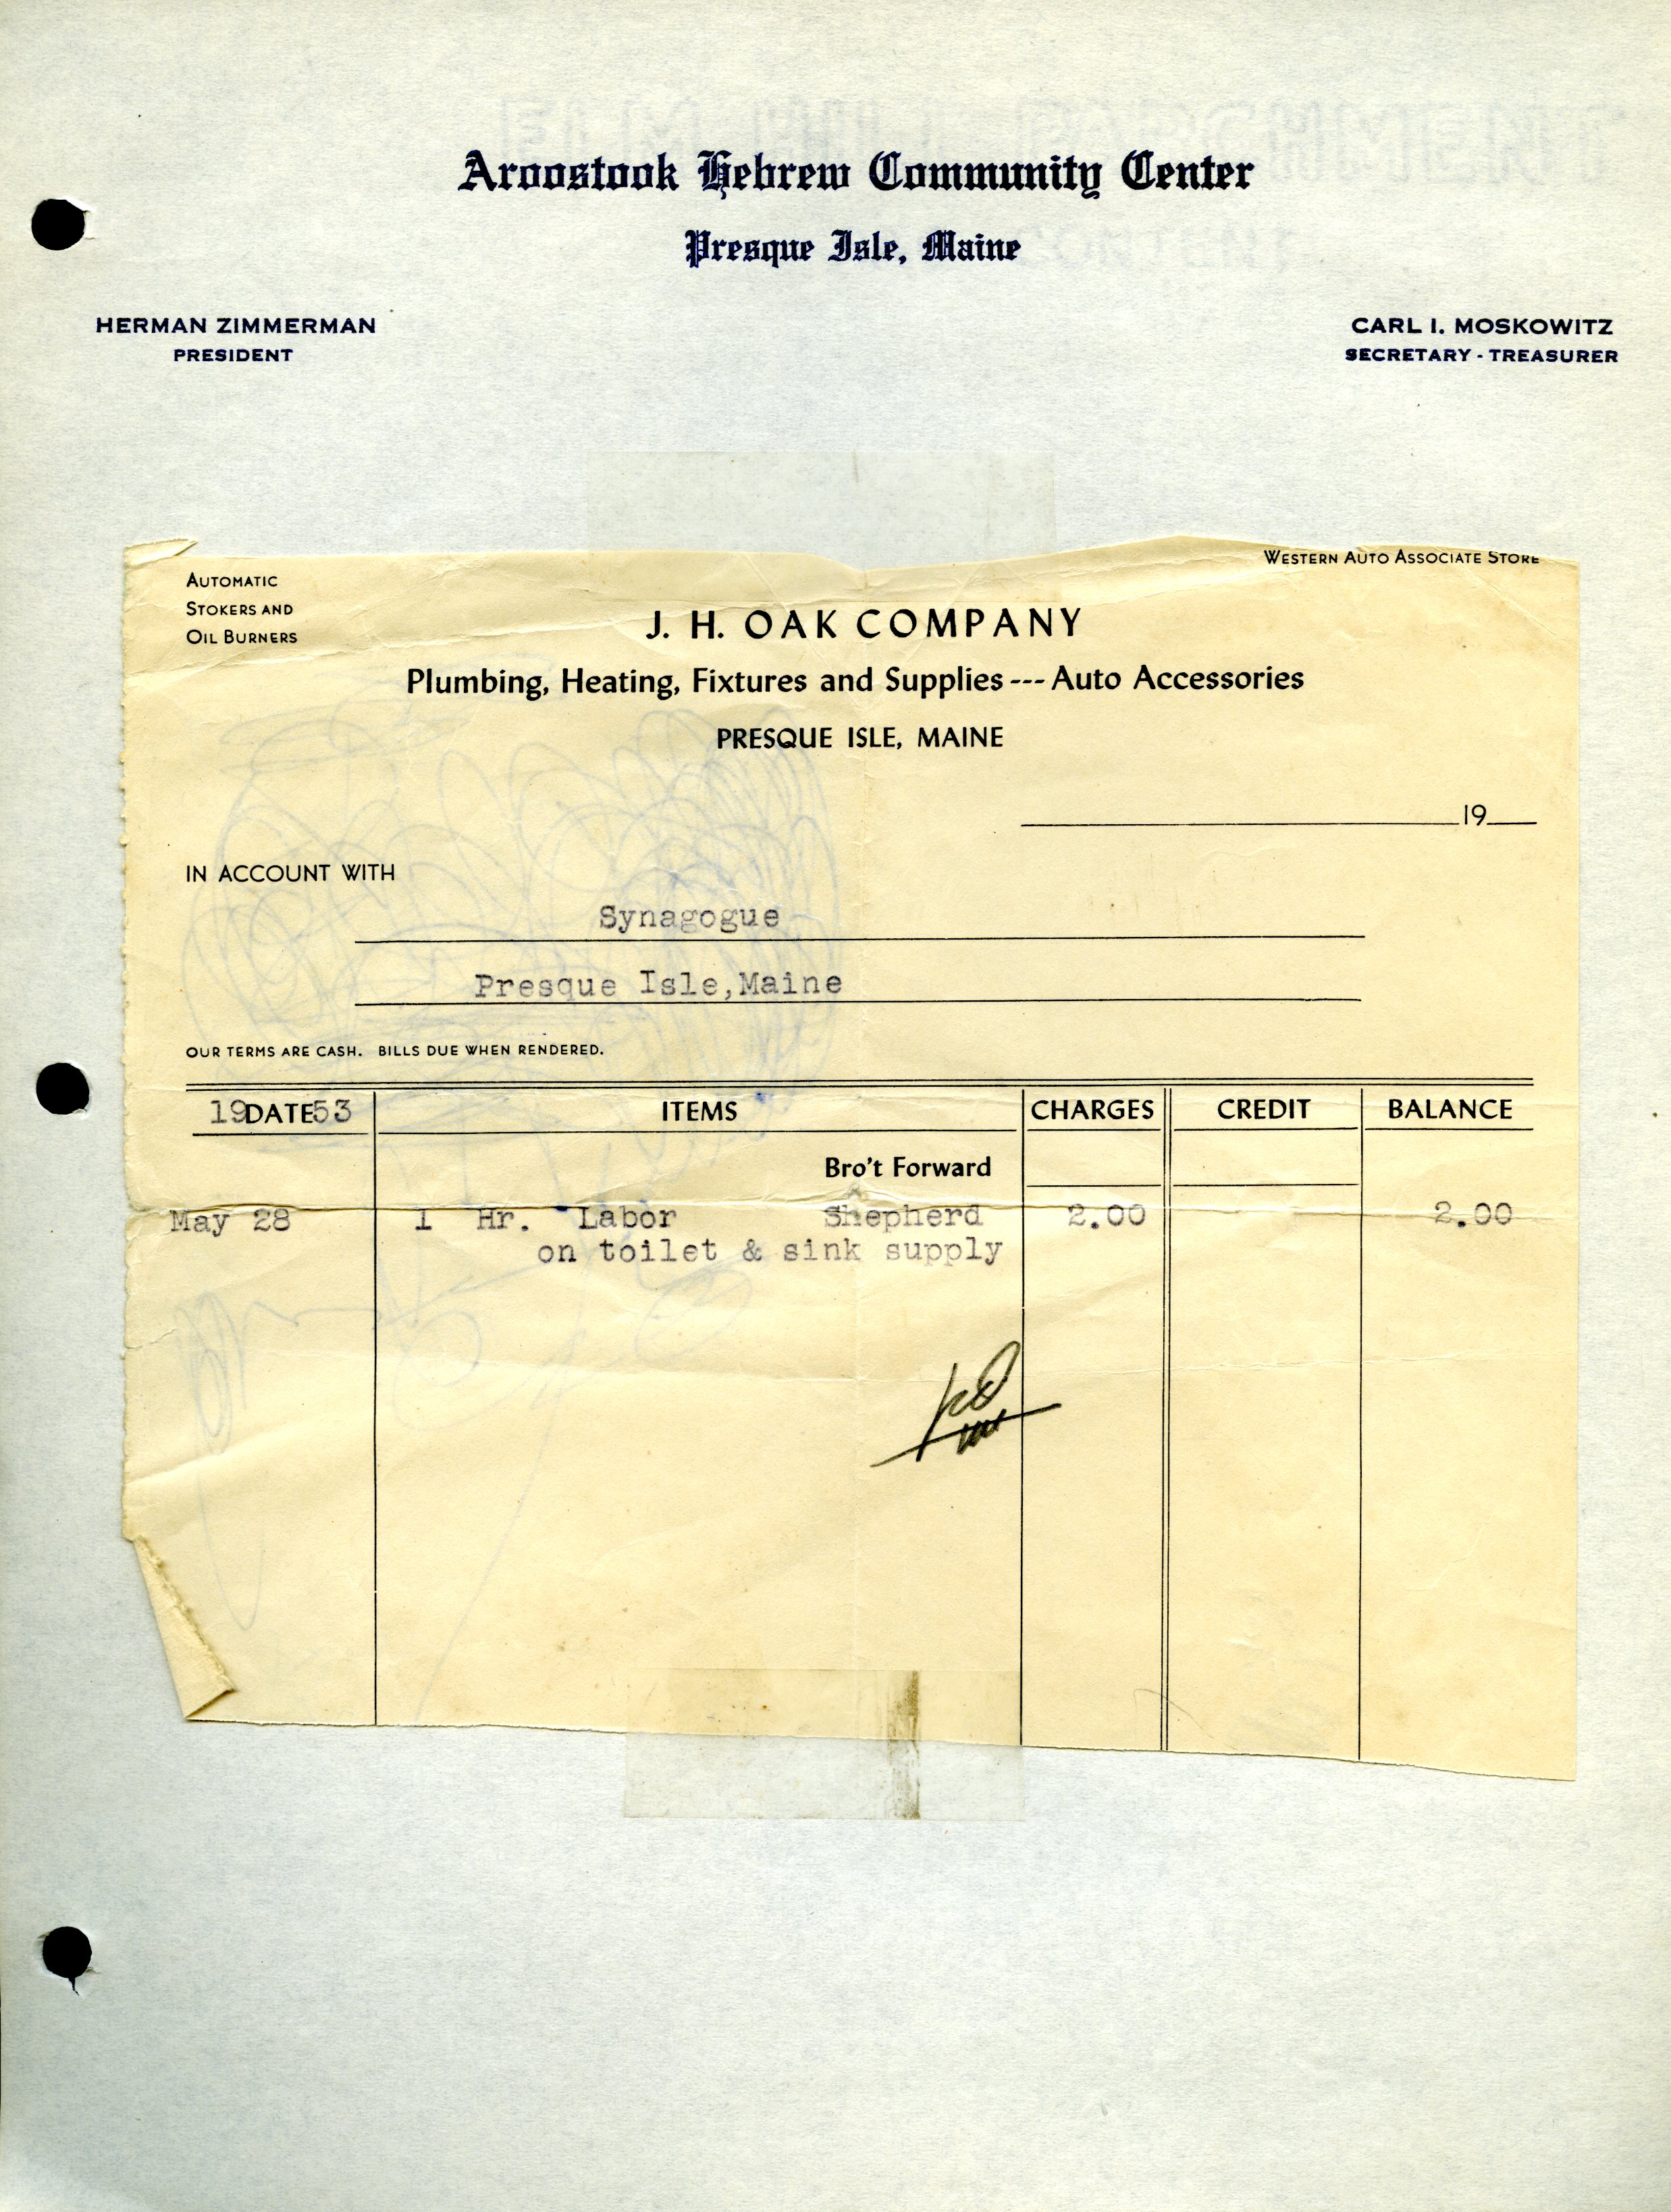 Aroostook Hebrew Community Center
Presque Isle, Maine
HERMAN ZIMMERMAN
PRESIDENT
CARL I. MOSKOWITZ
SECRETARY - TREASURER
WESTERN AUTO ASSOCIATE STORE
AUTOMATIC
STOKERS AND
OIL BURNERS
J. H. OAK COMPANY
Plumbing, Heating, Fixtures and Supplies --- Auto Accessories
PRESQUE ISLE, MAINE
19
IN ACCOUNT WITH
Synagogue
Presque Isle,Maine
OUR TERMS ARE CASH. BILLS DUE WHEN RENDERED.
19DATE53 ITEMS CHARGES CREDIT BALANCE
Bro't Forward
May 28 1 Hr. Labor Shepherd 2.00 2.00
on toilet & sink supply